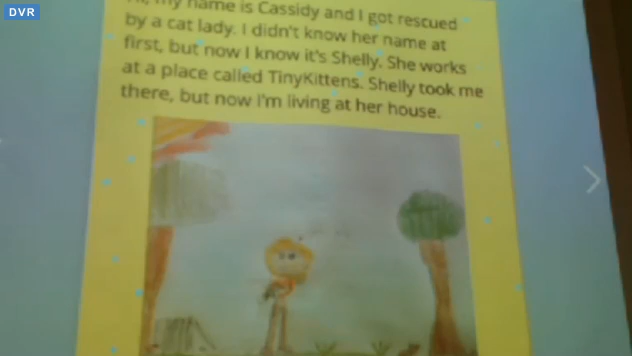 DVR
Hi, my name is Cassidy and I got rescued
by a cat lady. I didn't know her name at
first, but now I know it's Shelly. She works
at a place called TinyKittens. Shelly took me
there, but now I'm living at her house.